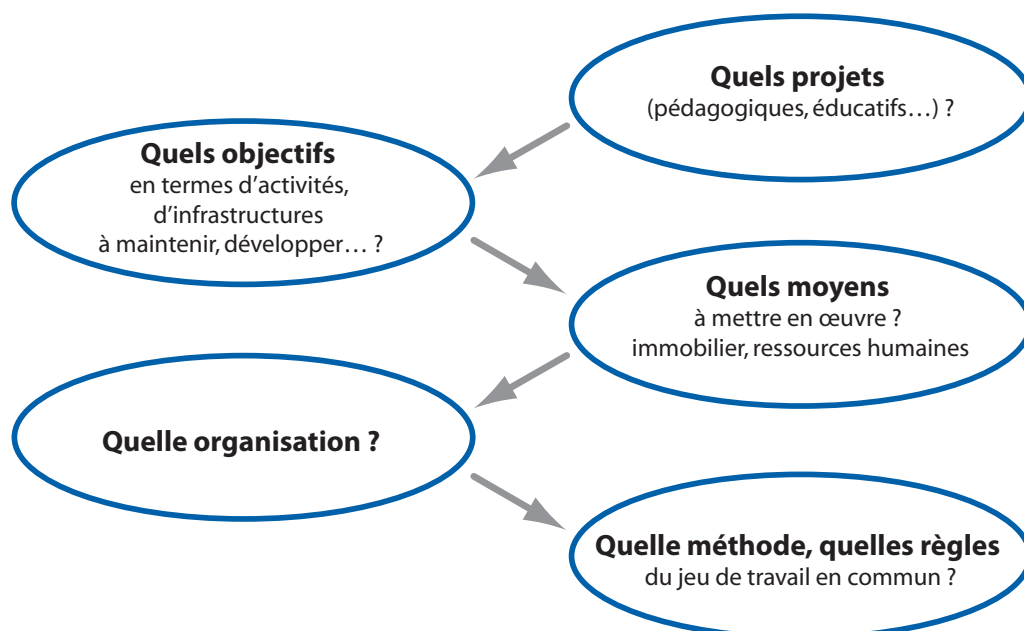 Quels projets
(pédagogiques, éducatifs…) ?
Quels objectifs
en termes d’activités,
d’infrastructures
à maintenir, développer… ?
Quels moyens
à mettre en œuvre ?
immobilier, ressources humaines
Quelle organisation ?
Quelle méthode, quelles règles
du jeu de travail en commun ?